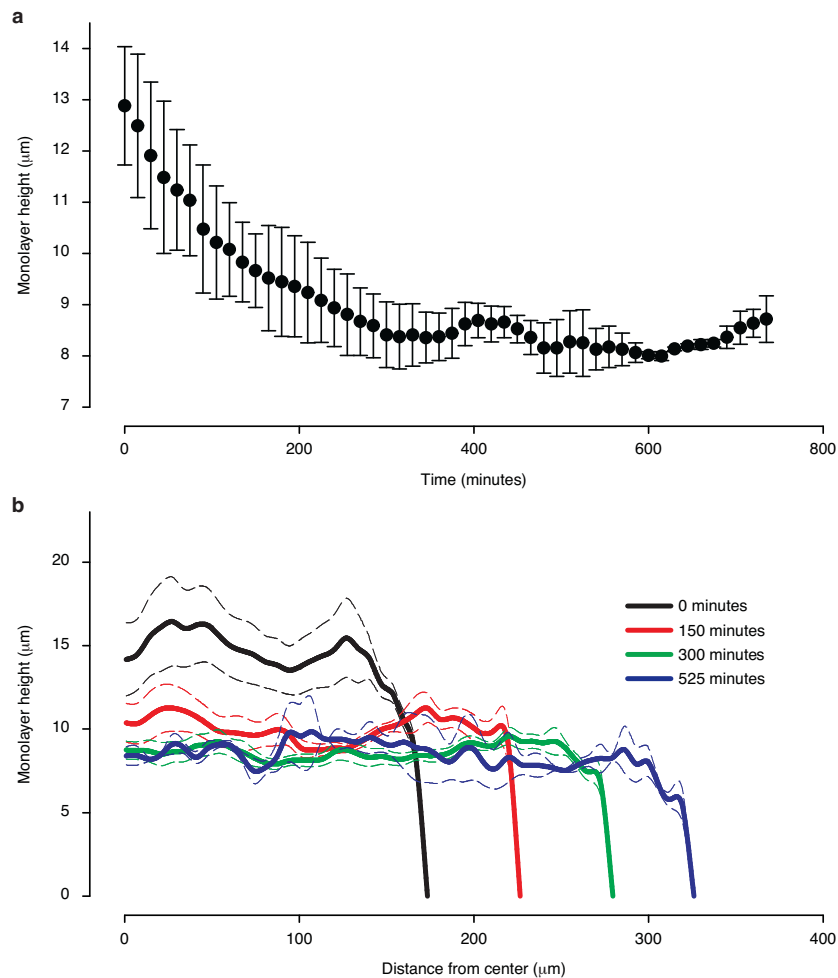 a
14
13
12
11
10
9
8
7
Monolayer height (μm)
0 200 400 600 800
Time (minutes)
b
20
15
10
5
0
Monolayer height (μm)
0 minutes
150 minutes
300 minutes
525 minutes
0 100 200 300 400
Distance from center (μm)